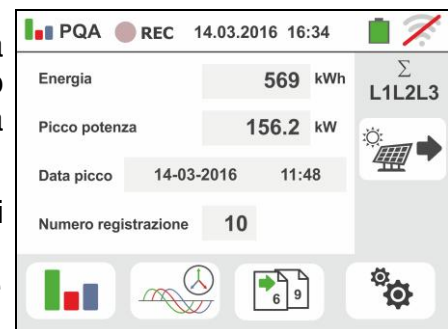 PQA REC 14.03.2016 16:34
Energia 569 kWh
Σ
L1L2L3
Picco potenza 156.2 kW
Data picco 14-03-2016 11:48
Numero registrazione 10
6 9